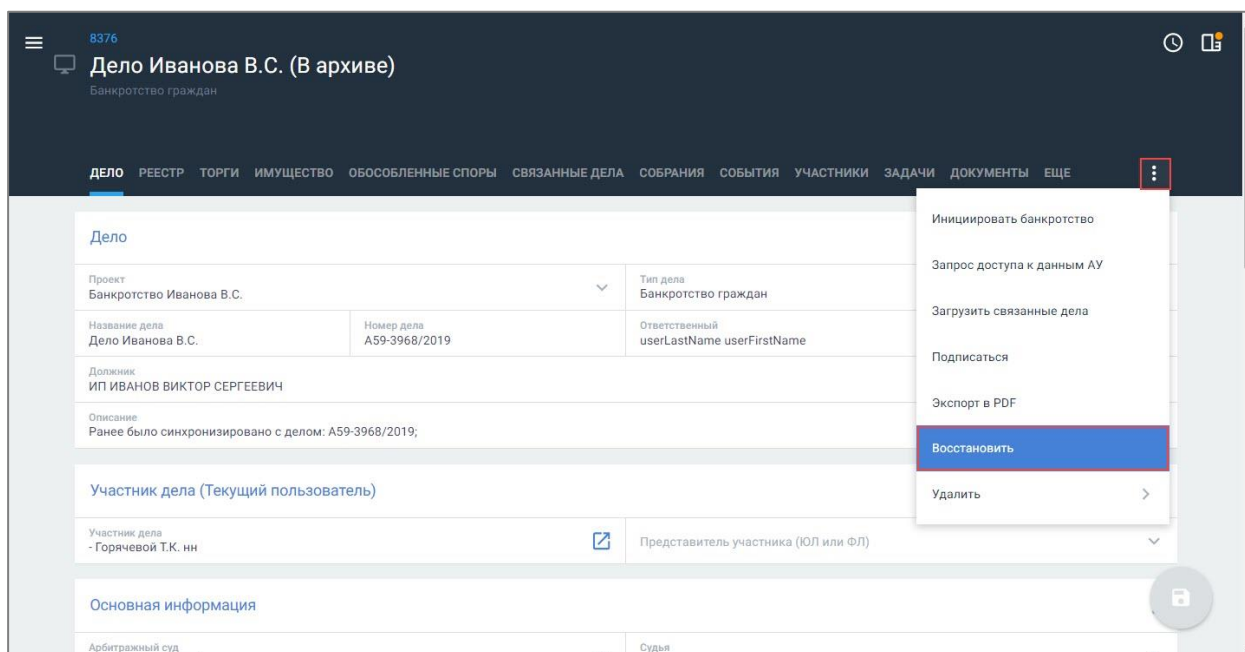 8376
Дело Иванова В.С. (В архиве)
Банкротство граждан
ДЕЛО РЕЕСТР ТОРГИ ИМУЩЕСТВО ОБОСОБЛЕННЫЕ СПОРЫ СВЯЗАННЫЕ ДЕЛА СОБРАНИЯ СОБЫТИЯ УЧАСТНИКИ ЗАДАЧИ ДОКУМЕНТЫ ЕЩЕ
Инициировать банкротство
Запрос доступа к данным АУ
Загрузить связанные дела
Подписаться
Экспорт в PDF
Восстановить
Удалить
Дело
Проект
Банкротство Иванова В.С.
Тип дела
Банкротство граждан
Название дела
Дело Иванова В.С.
Номер дела
А59-3968/2019
Ответственный
userLastName userFirstName
Должник
ИП ИВАНОВ ВИКТОР СЕРГЕЕВИЧ
Описание
Ранее было синхронизировано с делом: А59-3968/2019;
Участник дела (Текущий пользователь)
Участник дела
- Горячевой Т.К. нн
Представитель участника (ЮЛ или ФЛ)
Основная информация
Арбитражный суд
Судья